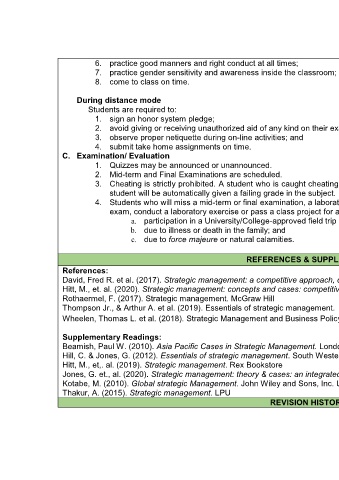 6. practice good manners and right conduct at all times;
7. practice gender sensitivity and awareness inside the classroom;
8. come to class on time.
During distance mode
Students are required to:
1. sign an honor system pledge;
2. avoid giving or receiving unauthorized aid of any kind on their ex
3. observe proper netiquette during on-line activities; and
4. submit take home assignments on time.
C. Examination/ Evaluation
1. Quizzes may be announced or unannounced.
2. Mid-term and Final Examinations are scheduled.
3. Cheating is strictly prohibited. A student who is caught cheating
student will be automatically given a failing grade in the subject.
4. Students who will miss a mid-term or final examination, a laborat
exam, conduct a laboratory exercise or pass a class project for a
a. participation in a University/College-approved field trip
b. due to illness or death in the family; and
c. due to force majeure or natural calamities.
REFERENCES & SUPPL
References:
David, Fred R. et al. (2017). Strategic management: a competitive approach, c
Hitt, M., et. al. (2020). Strategic management: concepts and cases: competitiv
Rothaermel, F. (2017). Strategic management. McGraw Hill
Thompson Jr., & Arthur A. et al. (2019). Essentials of strategic management.
Wheelen, Thomas L. et al. (2018). Strategic Management and Business Policy
Supplementary Readings:
Beamish, Paul W. (2010). Asia Pacific Cases in Strategic Management. Londo
Hill, C. & Jones, G. (2012). Essentials of strategic management. South Weste
Hitt, M., et,. al. (2019). Strategic management. Rex Bookstore
Jones, G. et., al. (2020). Strategic management: theory & cases: an integrated
Kotabe, M. (2010). Global strategic Management. John Wiley and Sons, Inc. U
Thakur, A. (2015). Strategic management. LPU
REVISION HISTOR